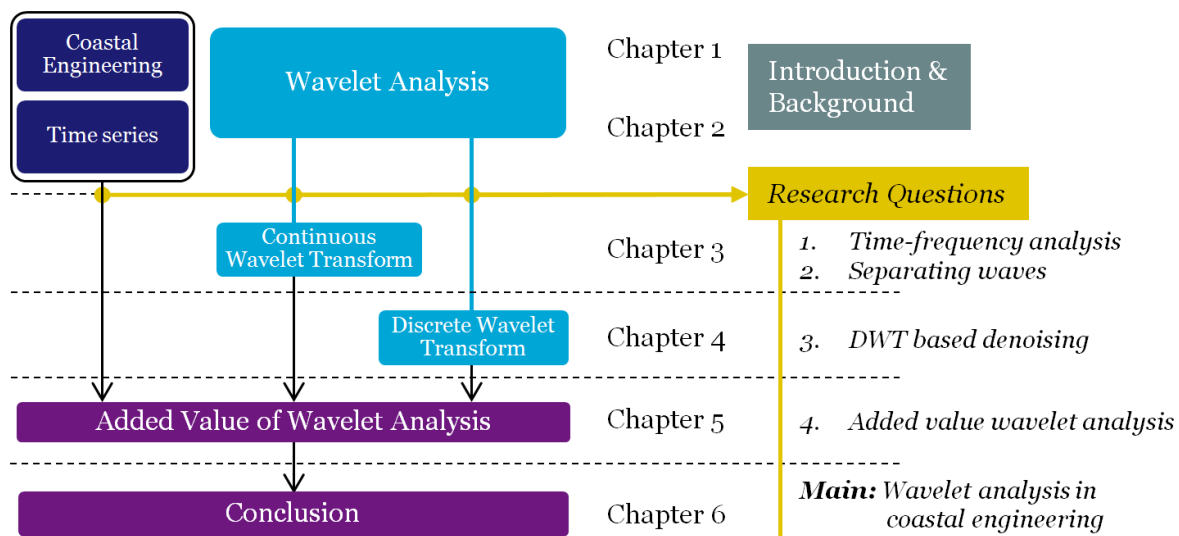 Coastal
Engineering
Time series
Wavelet Analysis
Chapter 1
Chapter 2
Introduction &
Background
Research Questions
Continuous
Wavelet Transform
Chapter 3
1. Time-frequency analysis
2. Separating waves
Discrete Wavelet
Transform
Chapter 4
3. DWT based denoising
Added Value of Wavelet Analysis
Chapter 5
4. Added value wavelet analysis
Conclusion
Chapter 6
Main: Wavelet analysis in
coastal engineering